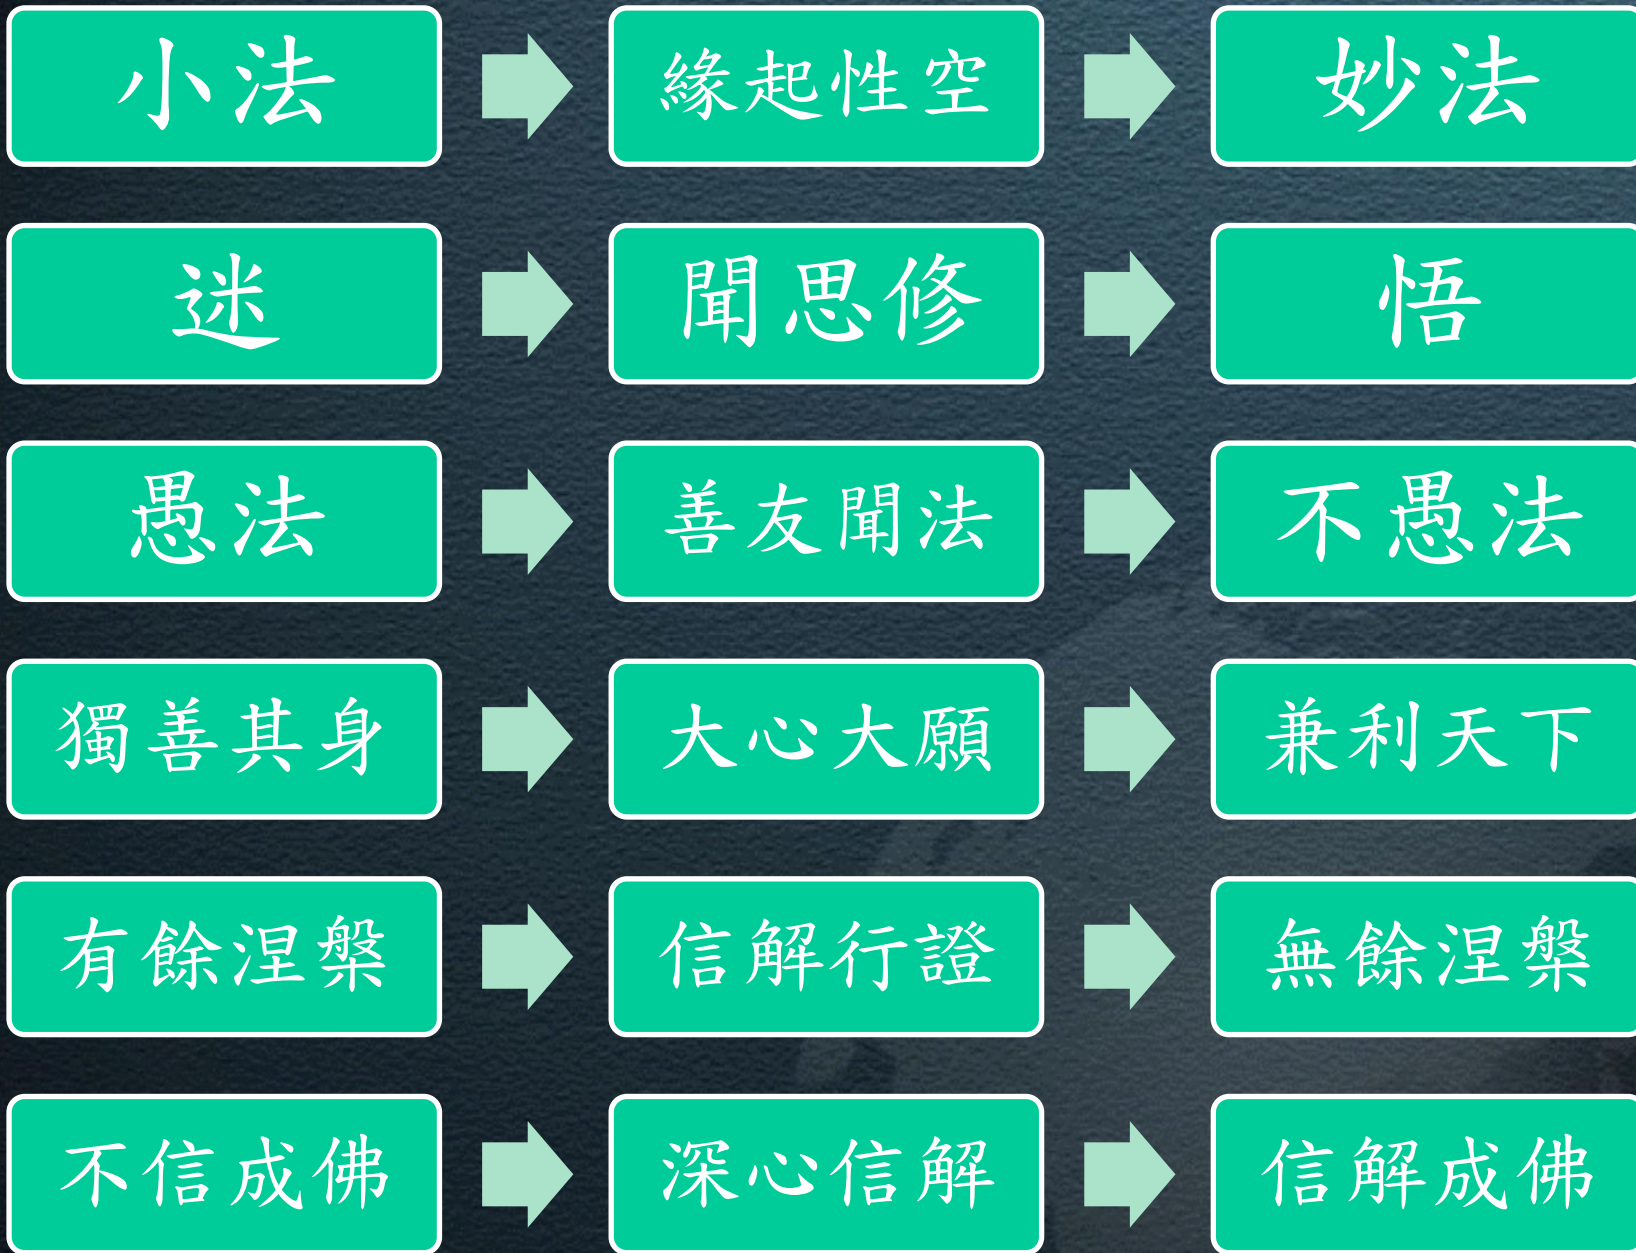 小法 緣起性空 妙法
迷 聞思修 悟
愚法 善友聞法 不愚法
獨善其身 大心大願 兼利天下
有餘涅槃 信解行證 無餘涅槃
不信成佛 深心信解 信解成佛